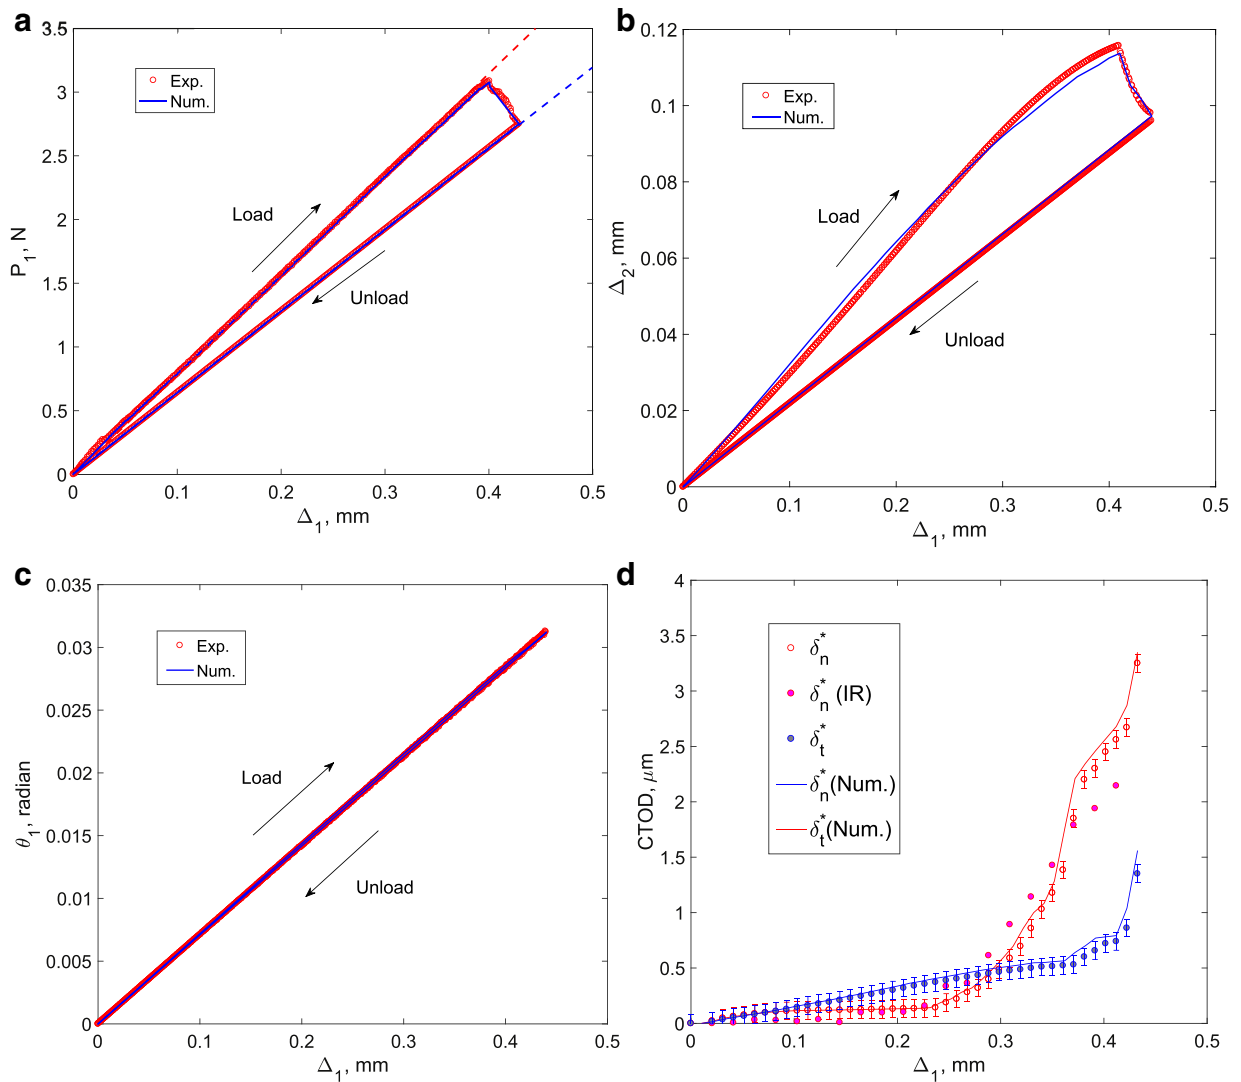 a
3.5
3
2.5
2
1.5
1
0.5
0
P1, N
Exp.
Num.
Load
Unload
0
0.1
0.2
0.3
0.4
0.5
Δ1, mm
b
0.12
0.1
0.08
0.06
0.04
0.02
0
Δ2, mm
Exp.
Num.
Load
Unload
0
0.1
0.2
0.3
0.4
0.5
Δ1, mm
c
0.035
0.03
0.025
0.02
0.015
0.01
0.005
0
θ1, radian
Exp.
Num.
Load
Unload
0
0.1
0.2
0.3
0.4
0.5
Δ1, mm
d
4
3.5
3
2.5
2
1.5
1
0.5
0
CTOD, μm
δn*
δn* (IR)
δt*
δn*(Num.)
δt*(Num.)
0
0.1
0.2
0.3
0.4
0.5
Δ1, mm